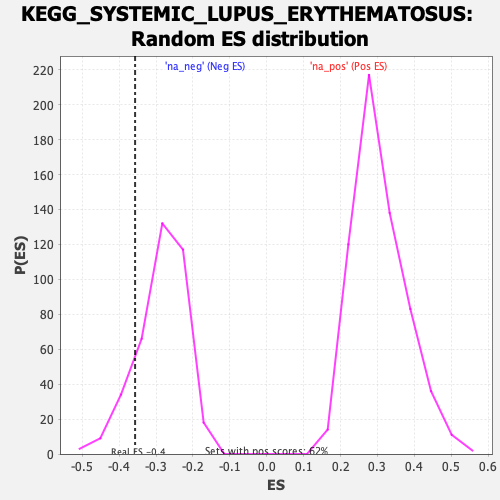 KEGG_SYSTEMIC_LUPUS_ERYTHEMATOSUS:
Random ES distribution
'na_neg' (Neg ES) 'na_pos' (Pos ES)
220
200
180
160
140
120
100
80
60
40
20
0
P(ES)
Real ES -0.4 Sets with pos scores: 62%
-0.5 -0.4 -0.3 -0.2 -0.1 0.0 0.1 0.2 0.3 0.4 0.5 0.6
ES